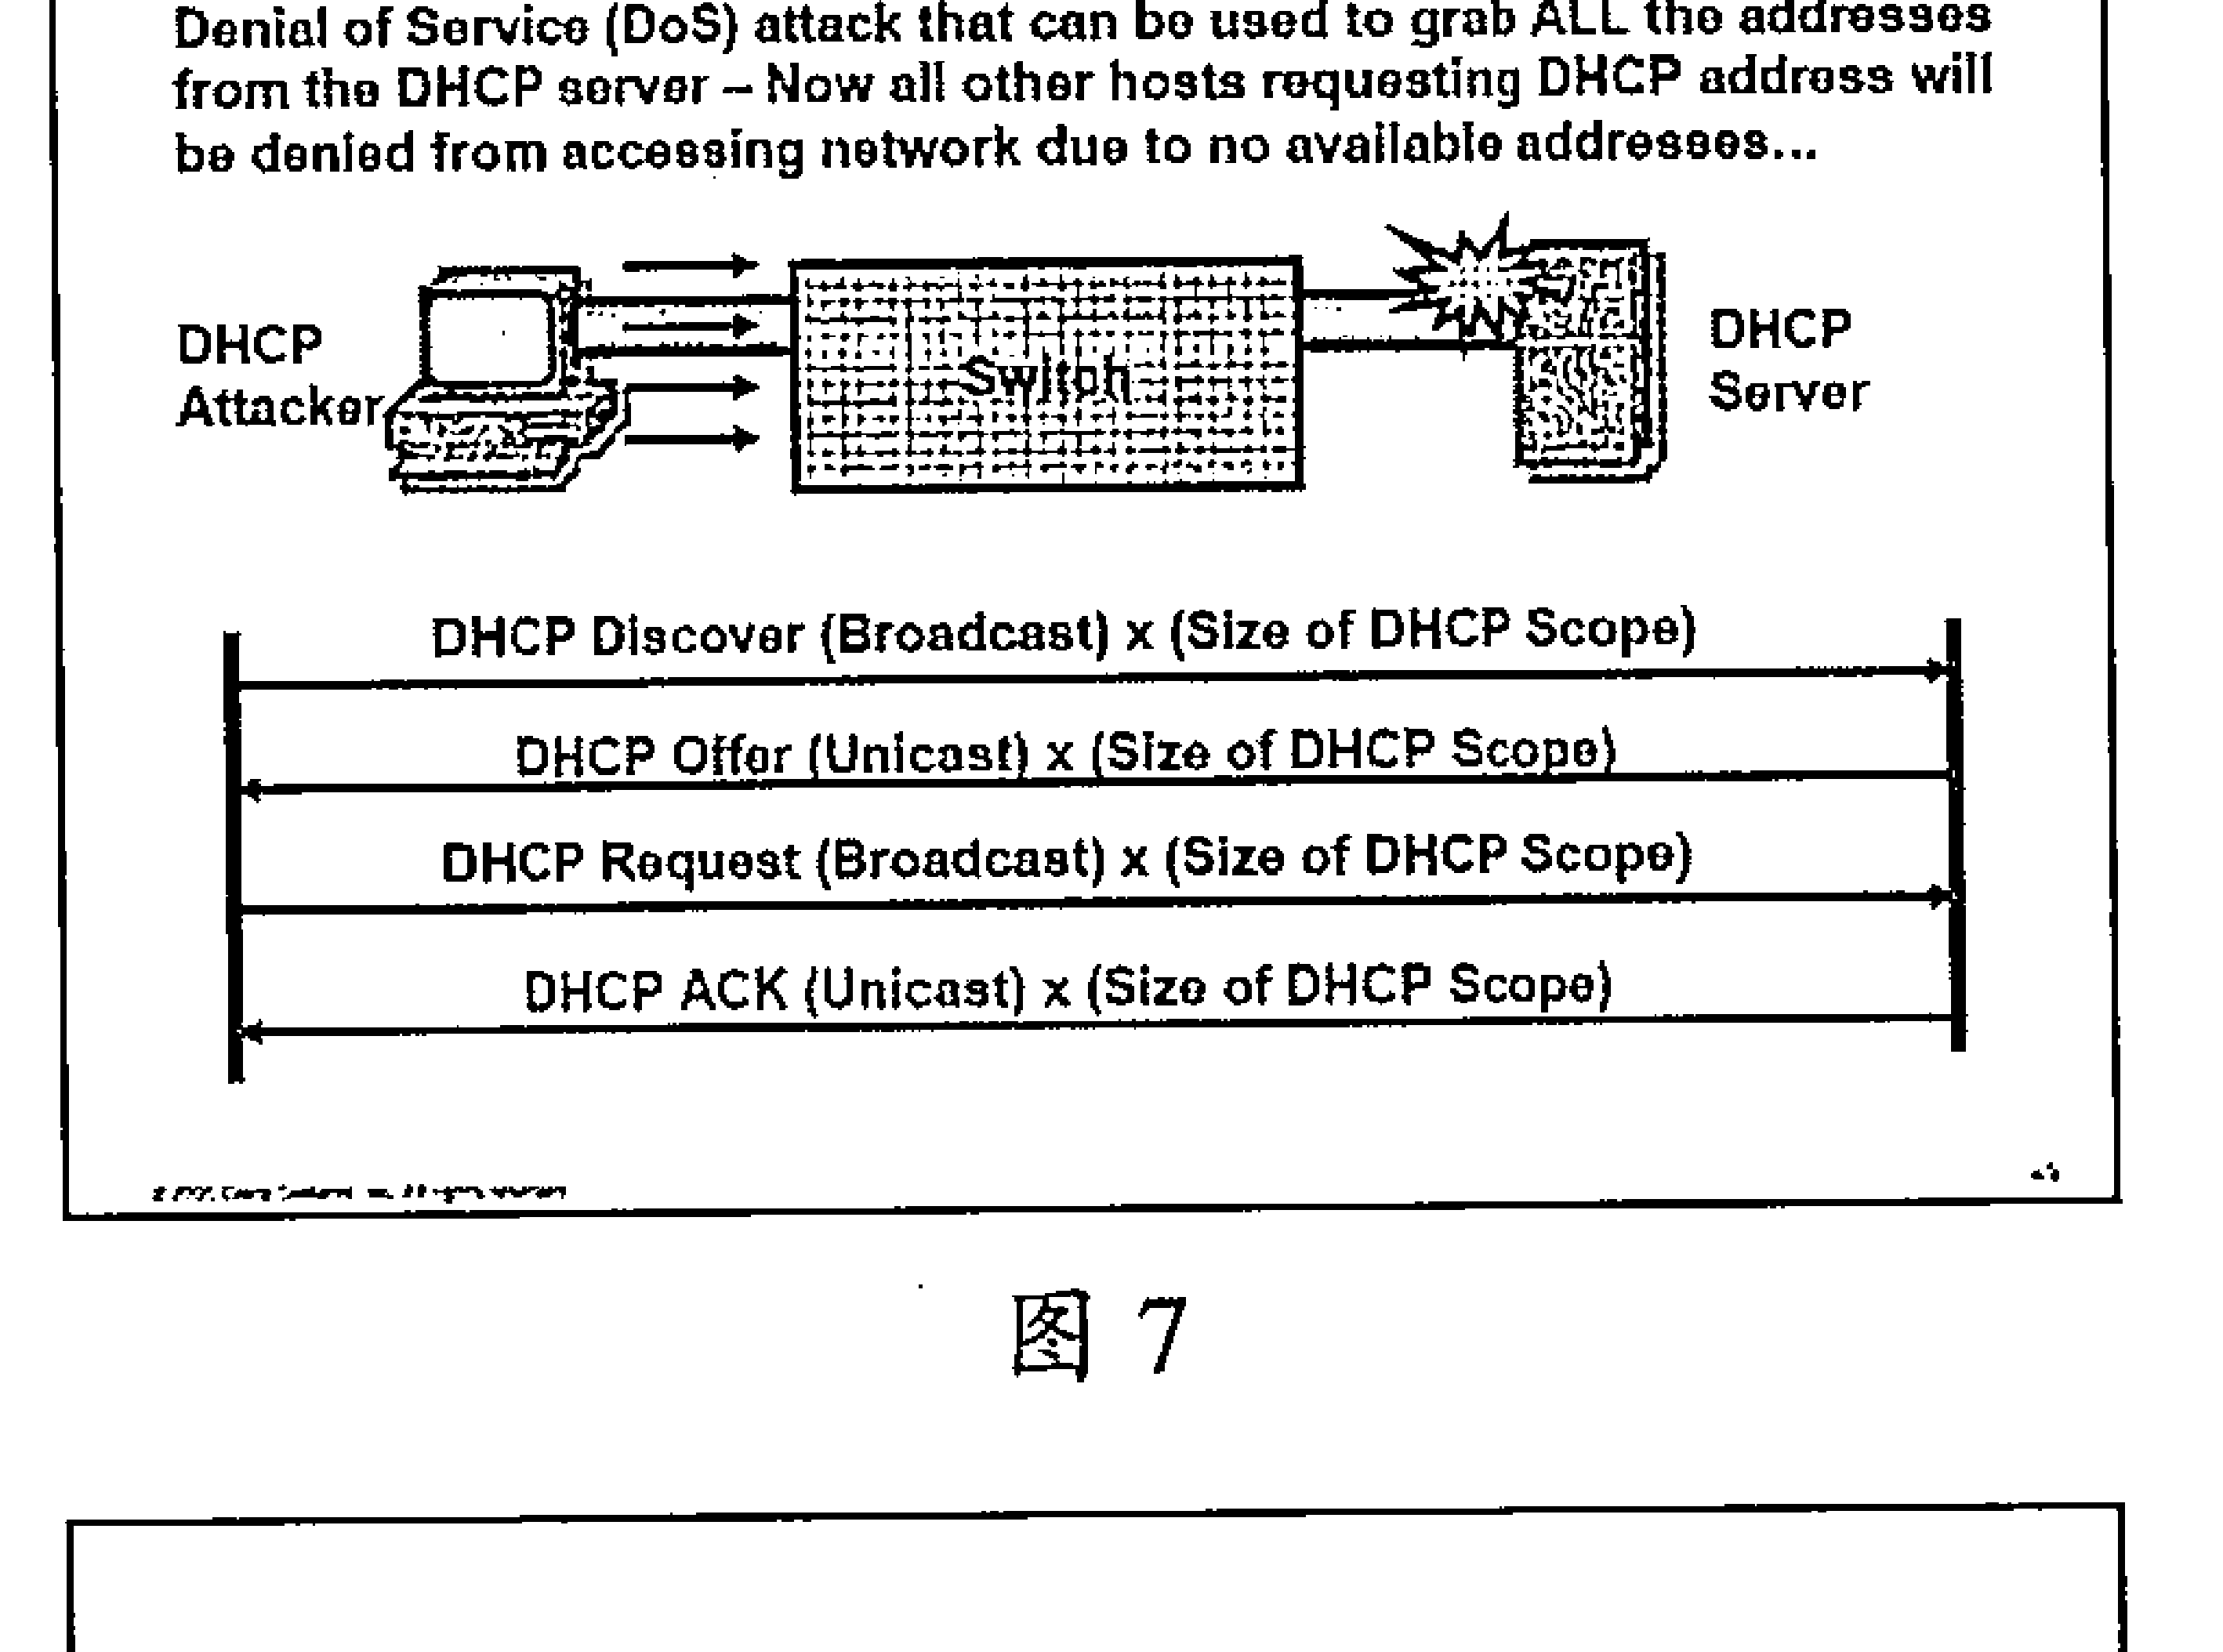 Denial of Service (DoS) attack that can be used to grab ALL the addresses
from the DHCP server – Now all other hosts requesting DHCP address will
be denied from accessing network due to no available addresses...
DHCP
Attacker
Switch
DHCP
Server
DHCP Discover (Broadcast) x (Size of DHCP Scope)
DHCP Offer (Unicast) x (Size of DHCP Scope)
DHCP Request (Broadcast) x (Size of DHCP Scope)
DHCP ACK (Unicast) x (Size of DHCP Scope)
图 7